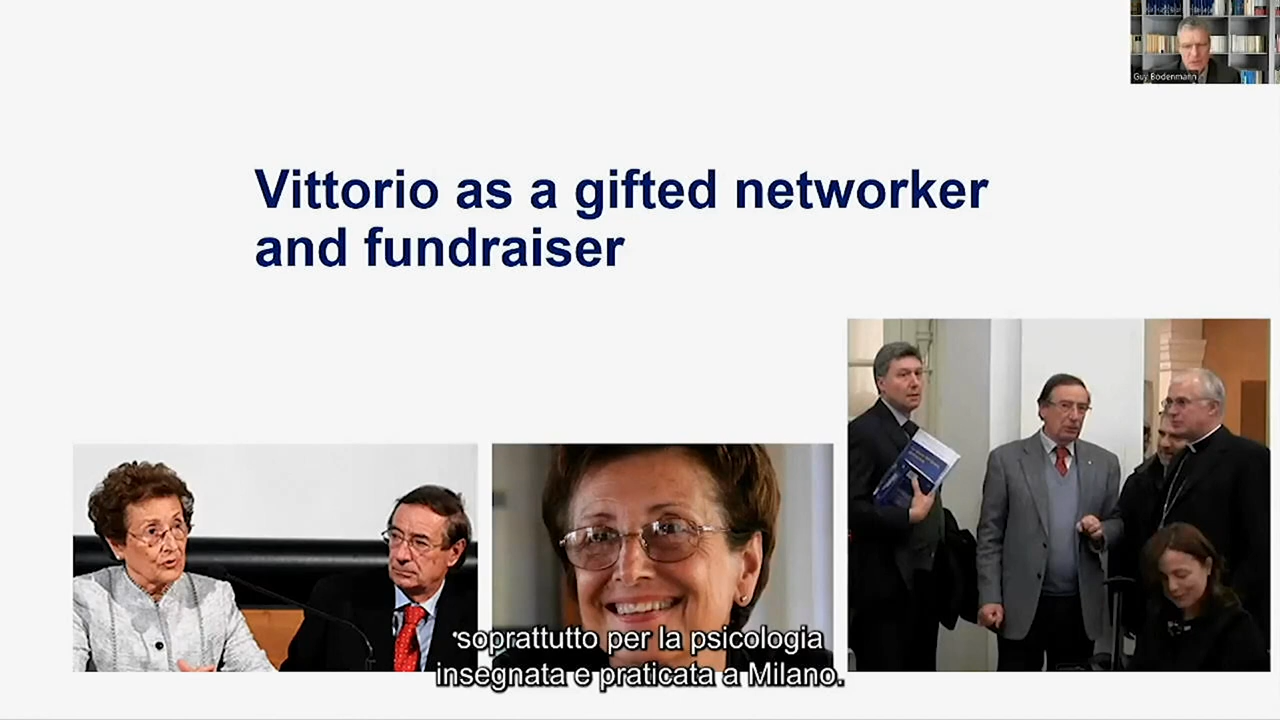 Guy Bodenmann
Vittorio as a gifted networker
and fundraiser
soprattutto per la psicologia
insegnata e praticata a Milano.